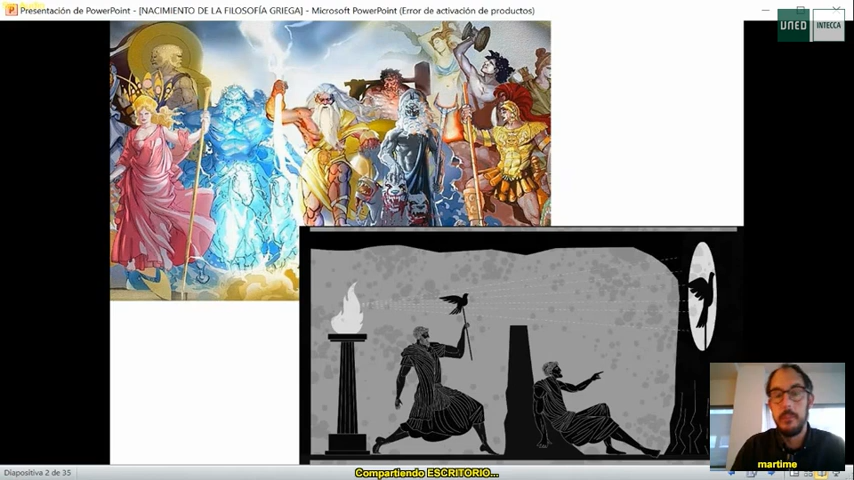 Presentación de PowerPoint - [NACIMIENTO DE LA FILOSOFÍA GRIEGA] - Microsoft PowerPoint (Error de activación de productos)
UNED
INTECCA
martime
Diapositiva 2 de 35
Compartiendo ESCRITORIO...